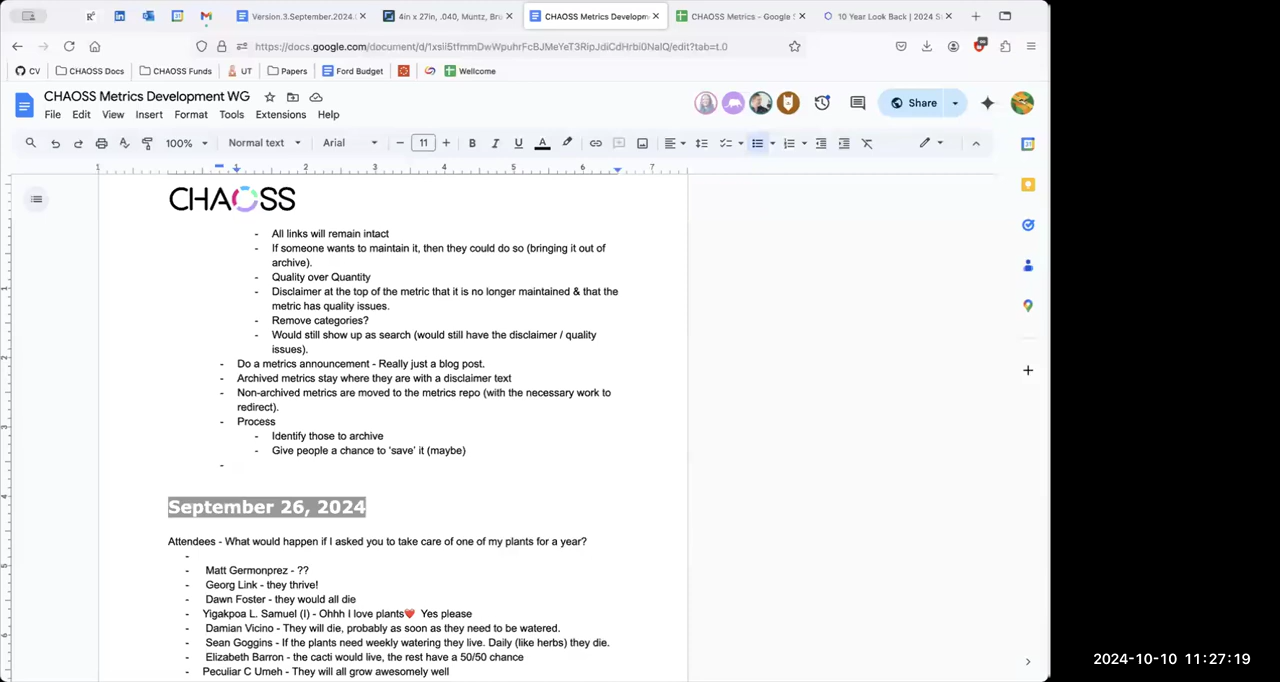 Version.3.September.2024.
4in x 27in, .040, Muntz, Bru
CHAOSS Metrics Developm
CHAOSS Metrics - Google S
10 Year Look Back | 2024 S
https://docs.google.com/document/d/1xsii5tfmmDwWpuhrFcBJMeYeT3RipJdiCdHrbi0NalQ/edit?tab=t.0
CV
CHAOSS Docs
CHAOSS Funds
UT
Papers
Ford Budget
Wellcome
CHAOSS Metrics Development WG
File Edit View Insert Format Tools Extensions Help
Share
100% Normal text Arial 11
1 1 2 3 4 5 6 7
CHAOSS
- All links will remain intact
- If someone wants to maintain it, then they could do so (bringing it out of
archive).
- Quality over Quantity
- Disclaimer at the top of the metric that it is no longer maintained & that the
metric has quality issues.
- Remove categories?
- Would still show up as search (would still have the disclaimer / quality
issues).
- Do a metrics announcement - Really just a blog post.
- Archived metrics stay where they are with a disclaimer text
- Non-archived metrics are moved to the metrics repo (with the necessary work to
redirect).
- Process
- Identify those to archive
- Give people a chance to 'save' it (maybe)
-
September 26, 2024
Attendees - What would happen if I asked you to take care of one of my plants for a year?
-
- Matt Germonprez - ??
- Georg Link - they thrive!
- Dawn Foster - they would all die
- Yigakpoa L. Samuel (I) - Ohhh I love plants❤️ Yes please
- Damian Vicino - They will die, probably as soon as they need to be watered.
- Sean Goggins - If the plants need weekly watering they live. Daily (like herbs) they die.
- Elizabeth Barron - the cacti would live, the rest have a 50/50 chance
- Peculiar C Umeh - They will all grow awesomely well
2024-10-10 11:27:19